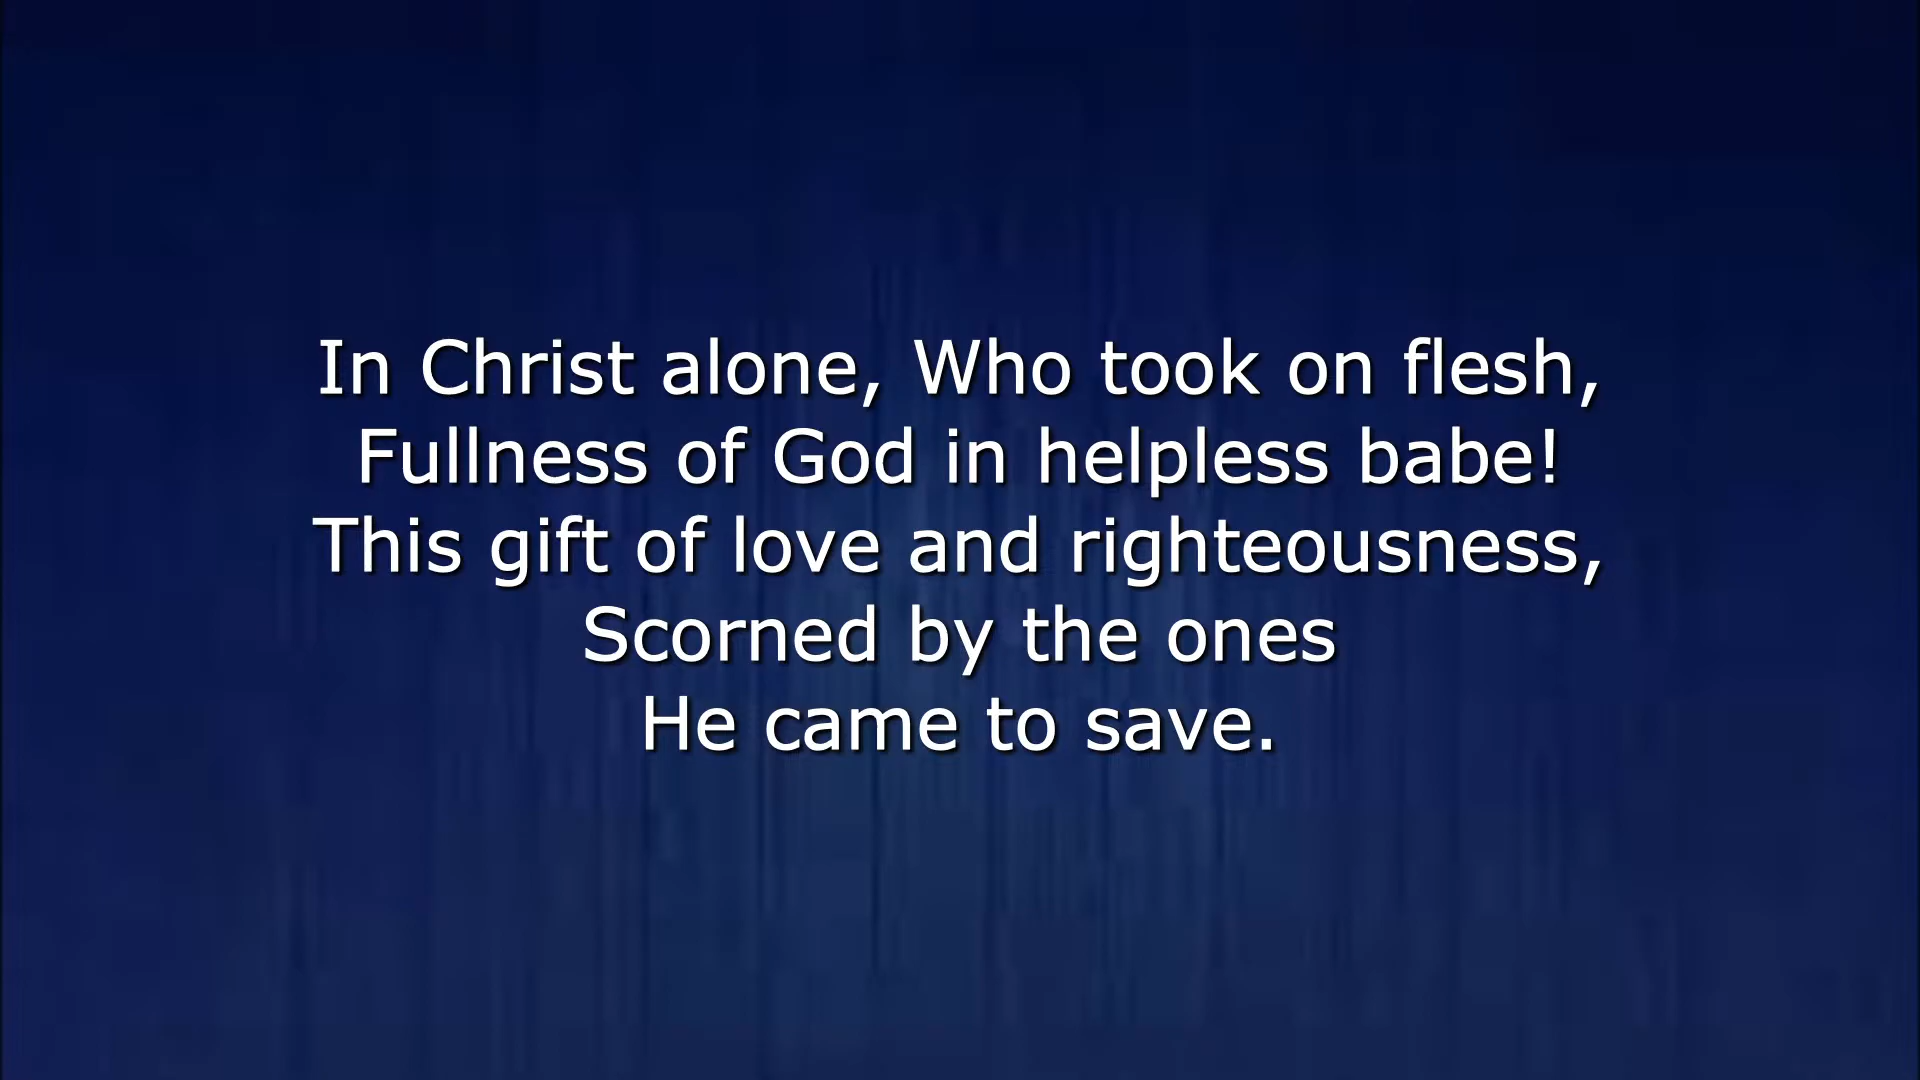 In Christ alone, Who took on flesh,
Fullness of God in helpless babe!
This gift of love and righteousness,
Scorned by the ones
He came to save.